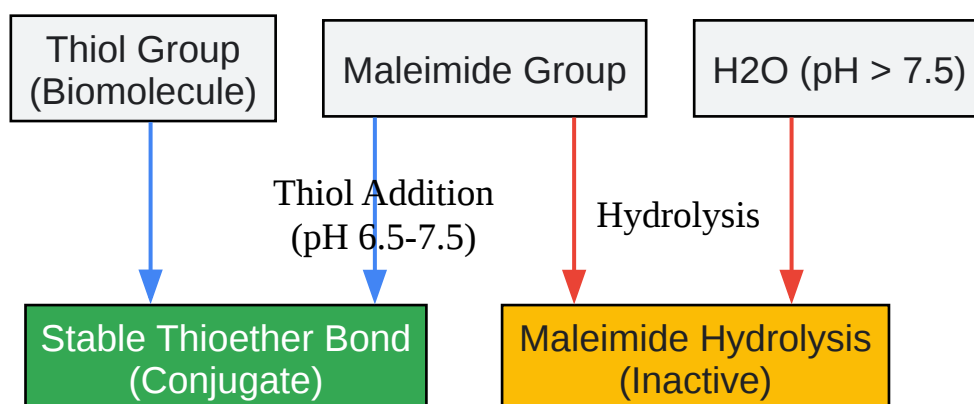 Thiol Group
(Biomolecule)
Maleimide Group
H2O (pH > 7.5)
Thiol Addition
(pH 6.5-7.5)
Hydrolysis
Stable Thioether Bond
(Conjugate)
Maleimide Hydrolysis
(Inactive)